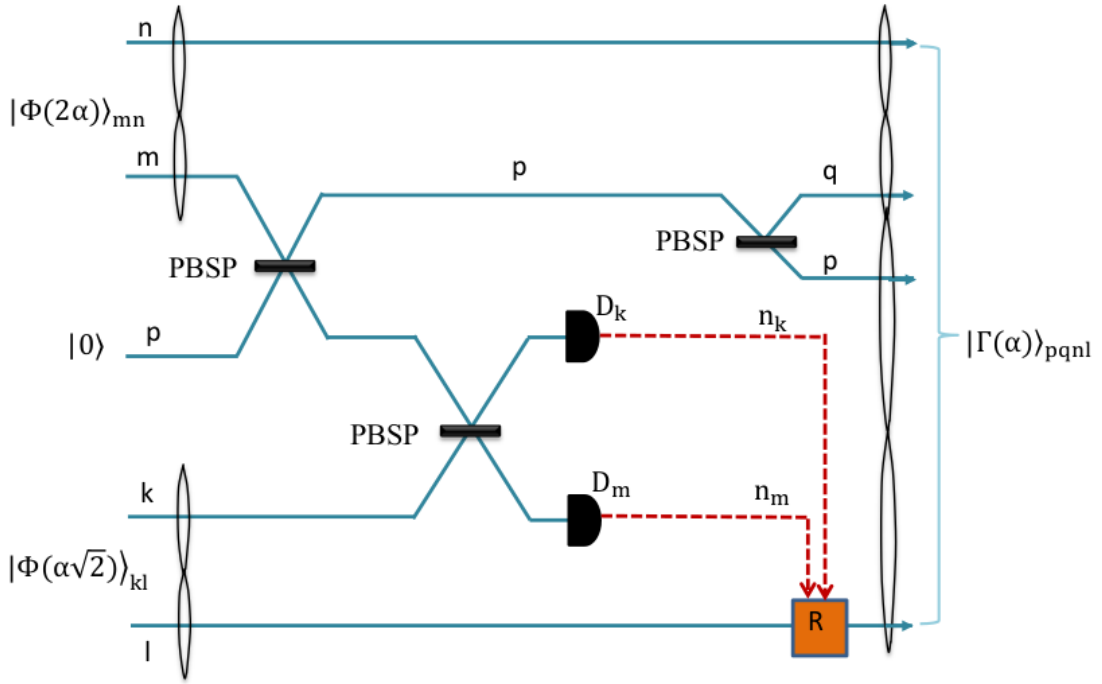 n
|Φ(2α)⟩ₘₙ
m
p
q
PBSP
PBSP
p
|0⟩
p
Dₖ
nₖ
|Γ(α)⟩pqnl
PBSP
k
Dₘ
nₘ
|Φ(α√2)⟩ₖₗ
R
l